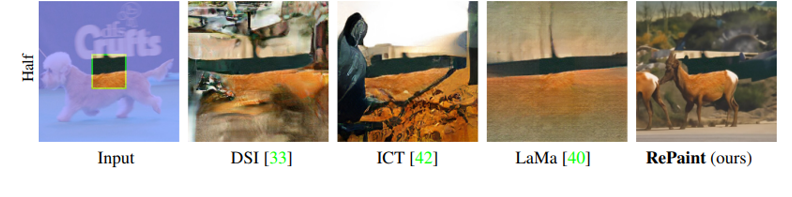 Half
Crufts
Input
DSI [33]
ICT [42]
LaMa [40]
RePaint (ours)